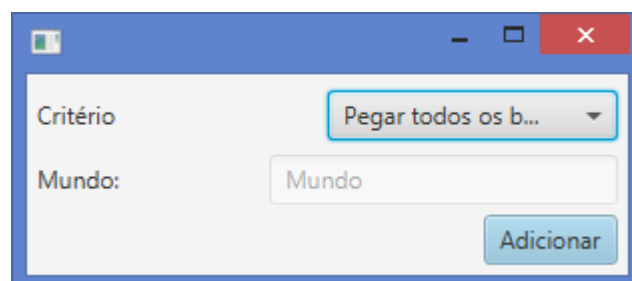 Critério
Pegar todos os b...
Mundo:
Mundo
Adicionar